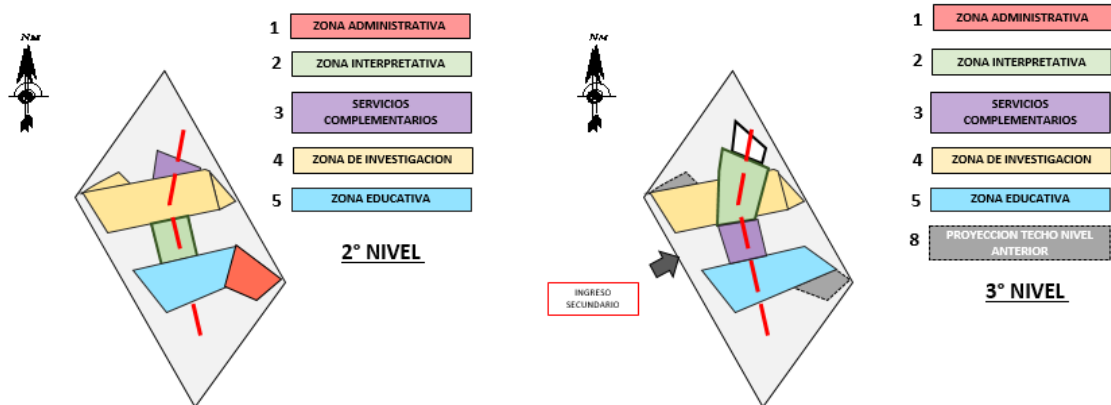 NM
1 ZONA ADMINISTRATIVA
2 ZONA INTERPRETATIVA
3 SERVICIOS
COMPLEMENTARIOS
4 ZONA DE INVESTIGACION
5 ZONA EDUCATIVA
2° NIVEL
NM
1 ZONA ADMINISTRATIVA
2 ZONA INTERPRETATIVA
3 SERVICIOS
COMPLEMENTARIOS
4 ZONA DE INVESTIGACION
5 ZONA EDUCATIVA
8 PROYECCION TECHO NIVEL
ANTERIOR
3° NIVEL
INGRESO
SECUNDARIO